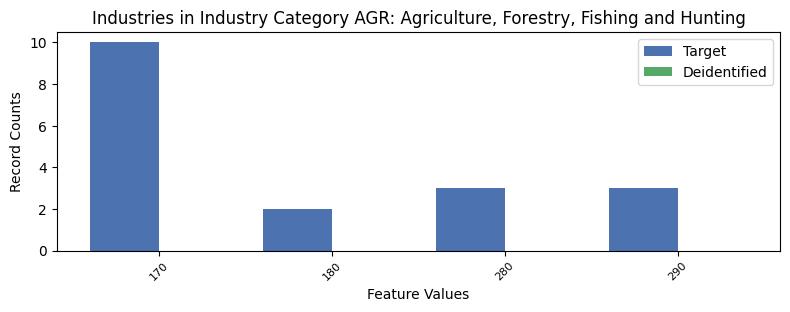 Industries in Industry Category AGR: Agriculture, Forestry, Fishing and Hunting
Target
Deidentified
Record Counts
10
8
6
4
2
0
170
180
280
290
Feature Values